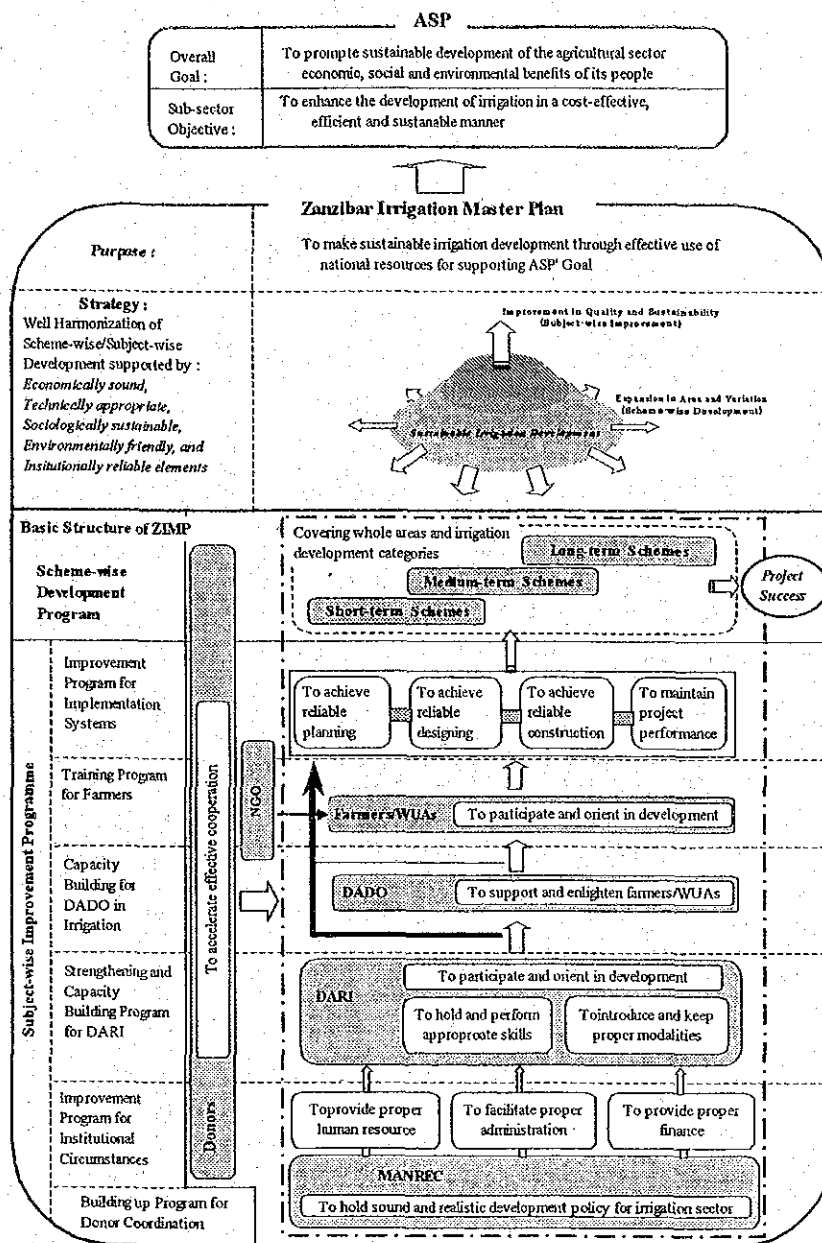 ASP
Overall
Goal :
To prompte sustainable development of the agricultural sector
economic, social and environmental benefits of its people
Sub-sector
Objective :
To enhance the development of irrigation in a cost-effective,
efficient and sustanable manner
Zanzibar Irrigation Master Plan
Purpose :
To make sustainable irrigation development through effective use of
national resources for supporting ASP' Goal
Strategy :
Well Harmonization of
Scheme-wise/Subject-wise
Development supported by :
Economically sound,
Technically appropriate,
Sociologically sustainable,
Environmentally friendly, and
Insitutionally reliable elements
Improvement in Quality and Sustainability
(Subject-wise Improvement)
Expansion in Area and Variation
(Scheme-wise Development)
Sustainable Irrigation Development
Basic Structure of ZIMP
Scheme-wise
Development
Program
Covering whole areas and irrigation
development categories
Long-term Schemes
Medium-term Schemes
Short-term Schemes
Project
Success
Subject-wise Improvement Programme
Improvement
Program for
Implementation
Systems
To achieve
reliable
planning
To achieve
reliable
designing
To achieve
reliable
construction
To maintain
project
performance
Training Program
for Farmers
To accelerate effective cooperation
Donors
NGO
Farmers/WUAs
To participate and orient in development
Capacity
Building for
DADO in
Irrigation
DADO
To support and enlighten farmers/WUAs
Strengthening and
Capacity
Building Program
for DARI
DARI
To participate and orient in development
To hold and perform
approproate skills
Tointroduce and keep
proper modalities
Improvement
Program for
Institutional
Circumstances
Toprovide proper
human resource
To facilitate proper
administration
To provide proper
finance
MANREC
To hold sound and realistic development policy for irrigation sector
Building up Program for
Donor Coordination